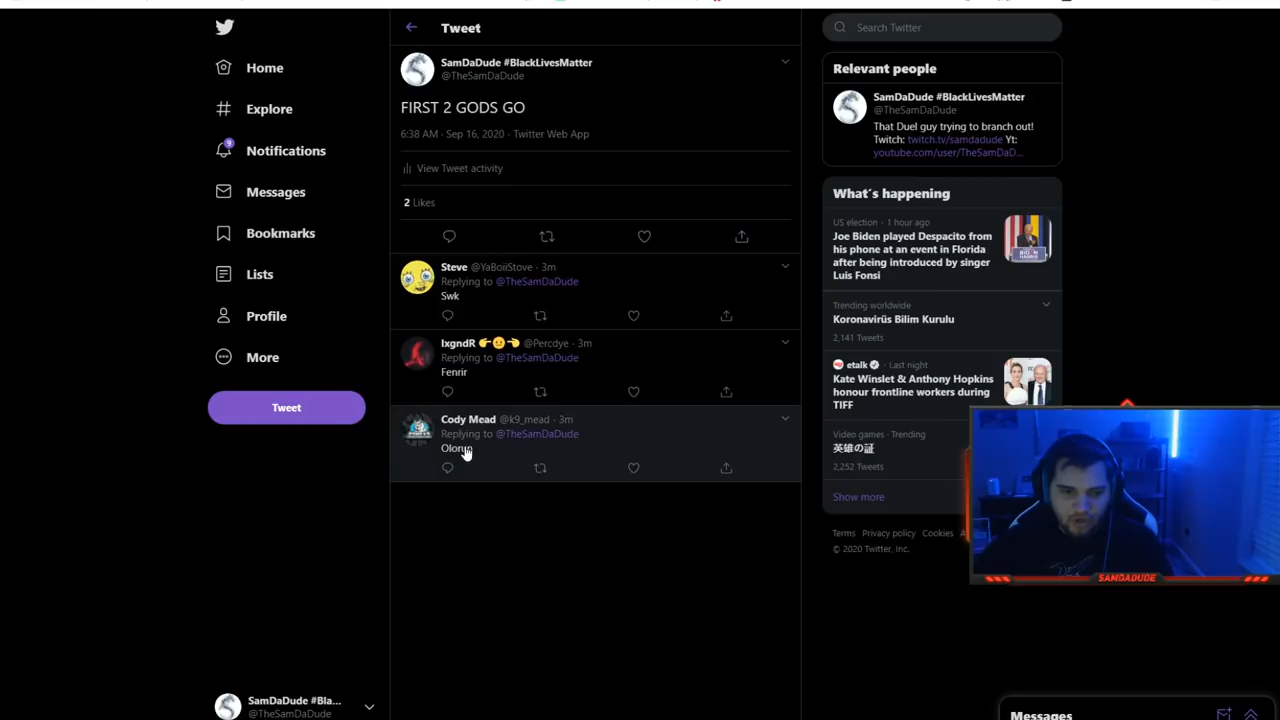 Home
Explore
9
Notifications
Messages
Bookmarks
Lists
Profile
More
Tweet
SamDaDude #Bla...
@TheSamDaDude
Tweet
SamDaDude #BlackLivesMatter
@TheSamDaDude
FIRST 2 GODS GO
6:38 AM · Sep 16, 2020 · Twitter Web App
View Tweet activity
2 Likes
Steve @YaBoiiStove · 3m
Replying to @TheSamDaDude
Swk
lxgndR 👉😐👈 @Percdye · 3m
Replying to @TheSamDaDude
Fenrir
Cody Mead @k9_mead · 3m
Replying to @TheSamDaDude
Search Twitter
Relevant people
SamDaDude #BlackLivesMatter
@TheSamDaDude
That Duel guy trying to branch out!
Twitch: twitch.tv/samdadude Yt:
youtube.com/user/TheSamDaD...
What's happening
US election · 1 hour ago
Joe Biden played Despacito from
his phone at an event in Florida
after being introduced by singer
Luis Fonsi
BIDEN
HARRIS
Trending worldwide
Koronavirüs Bilim Kurulu
2,141 Tweets
etalk · Last night
Kate Winslet & Anthony Hopkins
honour frontline workers during
TIFF
Video games · Trending
英雄の証
2,252 Tweets
Show more
Terms Privacy policy Cookies
© 2020 Twitter, Inc.
SAMDADUDE
Messages